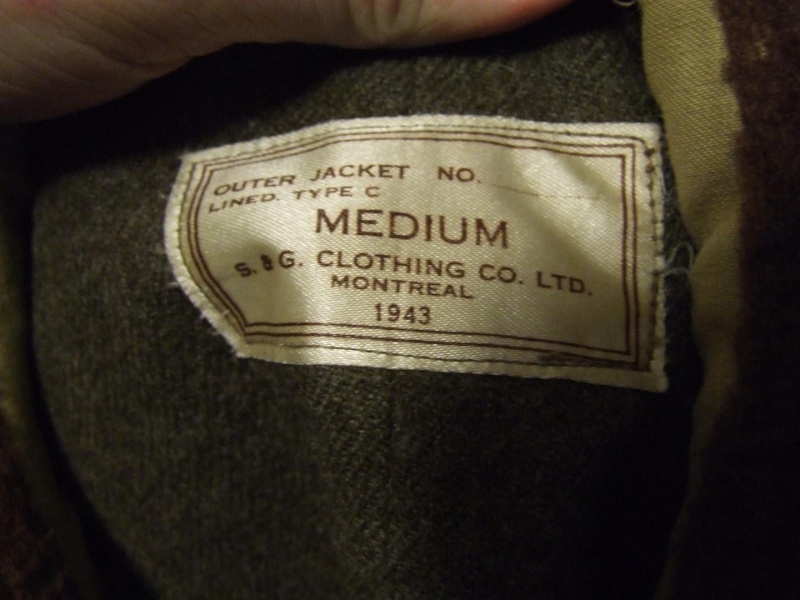 OUTER JACKET NO.
LINED. TYPE C
MEDIUM
S. & G. CLOTHING CO. LTD.
MONTREAL
1943